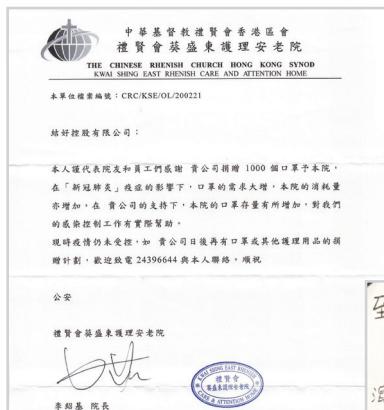 中華基督教禮賢會香港區會
禮賢會葵盛東護理安老院
THE CHINESE RHENISH CHURCH HONG KONG SYNOD
KWAI SHING EAST RHENISH CARE AND ATTENTION HOME
本單位檔案編號：CRC/KSE/OL/200221
結好控股有限公司：
本人謹代表院友和員工們感謝 貴公司捐贈 1000 個口罩予本院，
在「新冠肺炎」疫症的影響下，口罩的需求大增，本院的消耗量
亦增加，在 貴公司的支持下，本院的口罩存量有所增加，對我們
的感染控制工作有實際幫助。
現時疫情仍未受控，如 貴公司日後再有口罩或其他護理用品的捐
贈計劃，歡迎致電 24396644 與本人聯絡。順祝
公安
禮賢會葵盛東護理安老院
KWAI SHING EAST RHENISH
禮賢會
葵盛東護理安老院
CARE & ATTENTION HOME
李紹基 院長
至